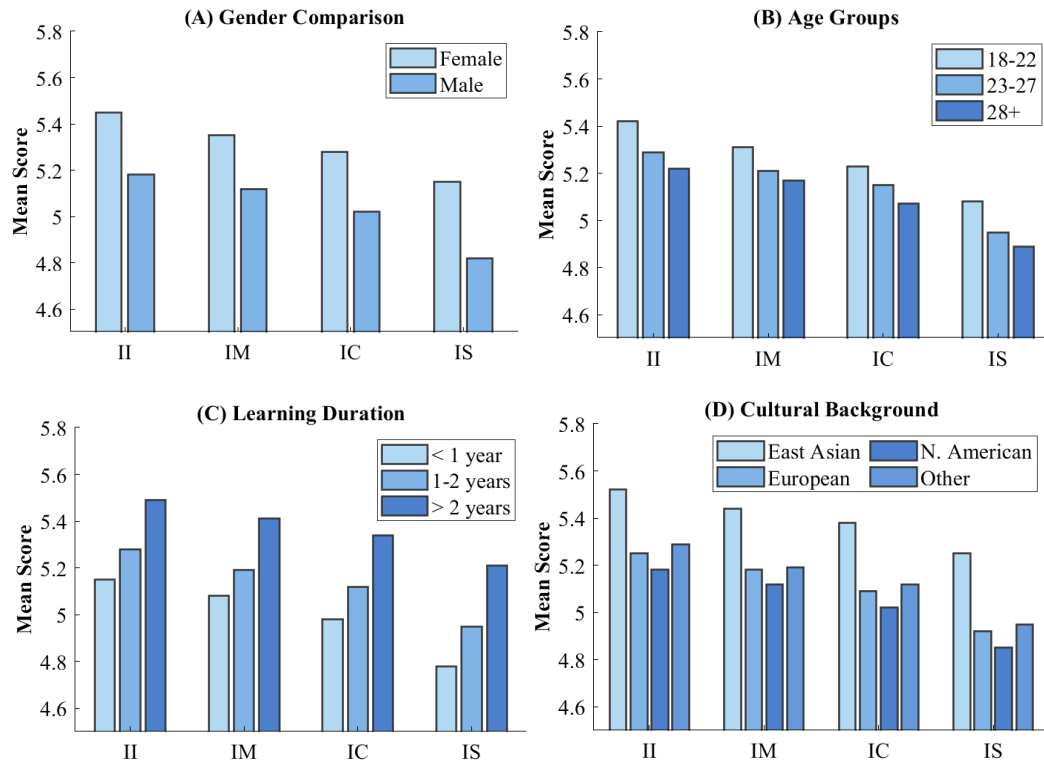 (A) Gender Comparison
Mean Score
5.8
5.6
5.4
5.2
5
4.8
4.6
Female
Male
II IM IC IS
(B) Age Groups
Mean Score
5.8
5.6
5.4
5.2
5
4.8
4.6
18-22
23-27
28+
II IM IC IS
(C) Learning Duration
Mean Score
5.8
5.6
5.4
5.2
5
4.8
4.6
< 1 year
1-2 years
> 2 years
II IM IC IS
(D) Cultural Background
Mean Score
5.8
5.6
5.4
5.2
5
4.8
4.6
East Asian N. American
European Other
II IM IC IS